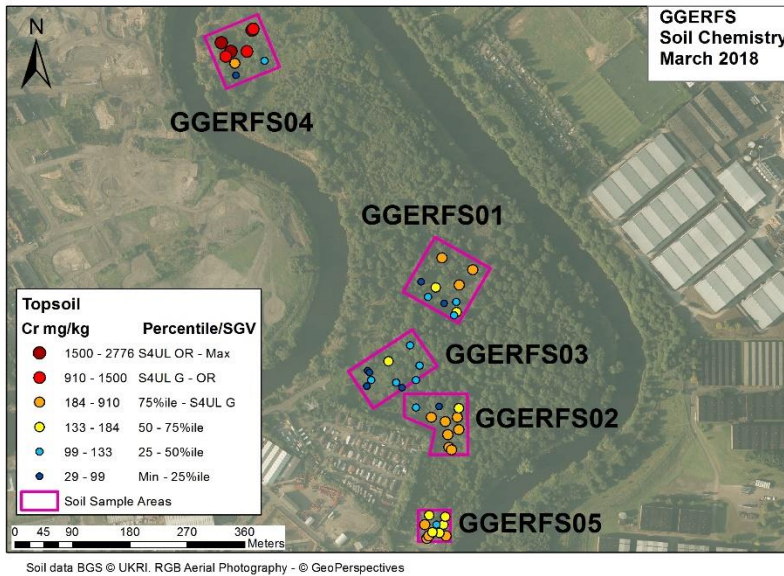 GGERFS
Soil Chemistry
March 2018
N
GGERFS04
GGERFS01
GGERFS03
GGERFS02
GGERFS05
Topsoil
Cr mg/kg Percentile/SGV
1500 - 2776 S4UL OR - Max
910 - 1500 S4UL G - OR
184 - 910 75%ile - S4UL G
133 - 184 50 - 75%ile
99 - 133 25 - 50%ile
29 - 99 Min - 25%ile
Soil Sample Areas
0 45 90 180 270 360
Meters
Soil data BGS © UKRI. RGB Aerial Photography - © GeoPerspectives